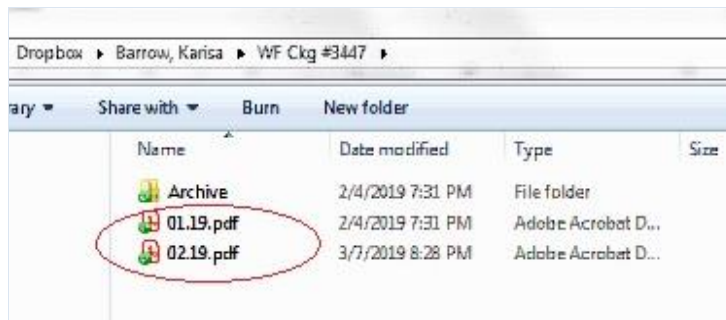 Dropbox ▸ Barrow, Karisa ▸ WF Ckg #3447 ▸
Share with Burn New folder
Name Date modified Type Size
Archive 2/4/2019 7:31 PM File folder
01.19.pdf 2/4/2019 7:31 PM Adobe Acrobat D...
02.19.pdf 3/7/2019 8:28 PM Adobe Acrobat D...